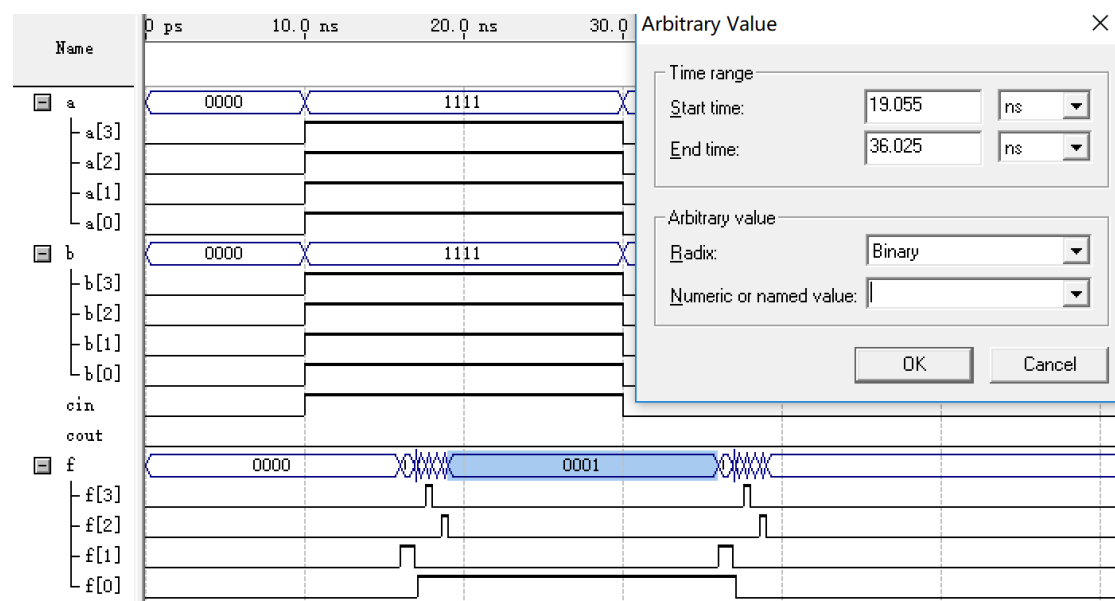 0 ps 10.0 ns 20.0 ns 30.0
Name
a 0000 1111
a[3]
a[2]
a[1]
a[0]
b 0000 1111
b[3]
b[2]
b[1]
b[0]
cin
cout
f 0000 0001
f[3]
f[2]
f[1]
f[0]
Arbitrary Value
Time range
Start time: 19.055 ns
End time: 36.025 ns
Arbitrary value
Radix: Binary
Numeric or named value:
OK Cancel